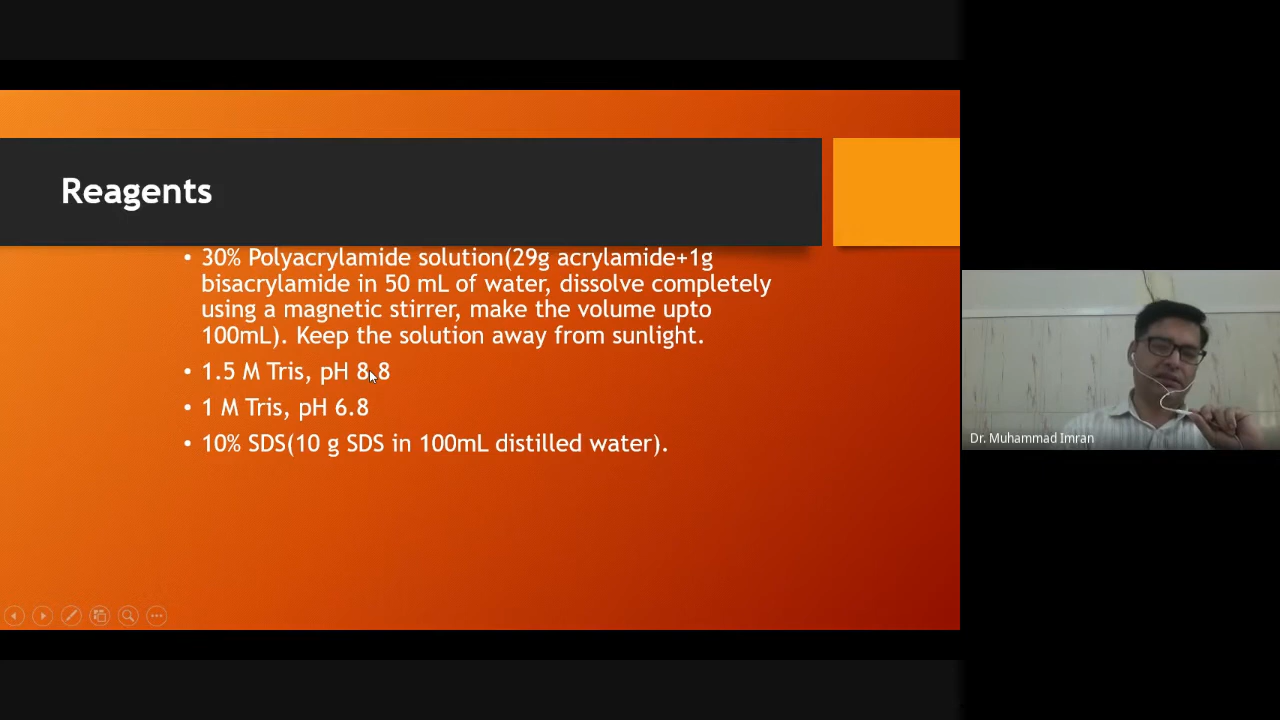 Reagents
• 30% Polyacrylamide solution(29g acrylamide+1g
bisacrylamide in 50 mL of water, dissolve completely
using a magnetic stirrer, make the volume upto
100mL). Keep the solution away from sunlight.
• 1.5 M Tris, pH 8.8
• 1 M Tris, pH 6.8
• 10% SDS(10 g SDS in 100mL distilled water).
Dr. Muhammad Imran